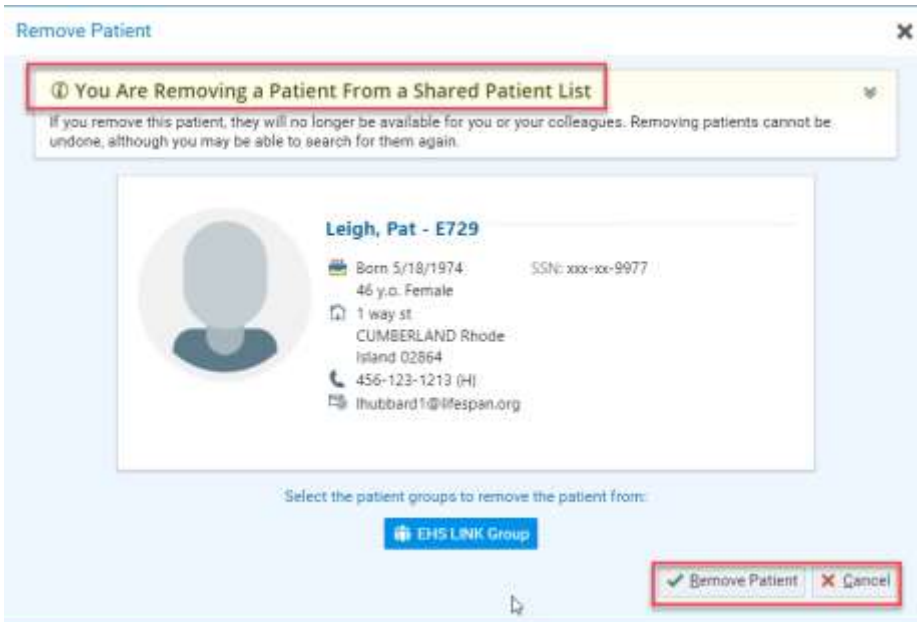 Remove Patient
You Are Removing a Patient From a Shared Patient List
If you remove this patient, they will no longer be available for you or your colleagues. Removing patients cannot be
undone, although you may be able to search for them again.
Leigh, Pat - E729
Born 5/18/1974 SSN: xxx-xx-9977
46 y.o. Female
1 way st
CUMBERLAND Rhode
Island 02864
456-123-1213 (H)
lhubbard1@lifespan.org
Select the patient groups to remove the patient from:
EHS LINK Group
Remove Patient Cancel